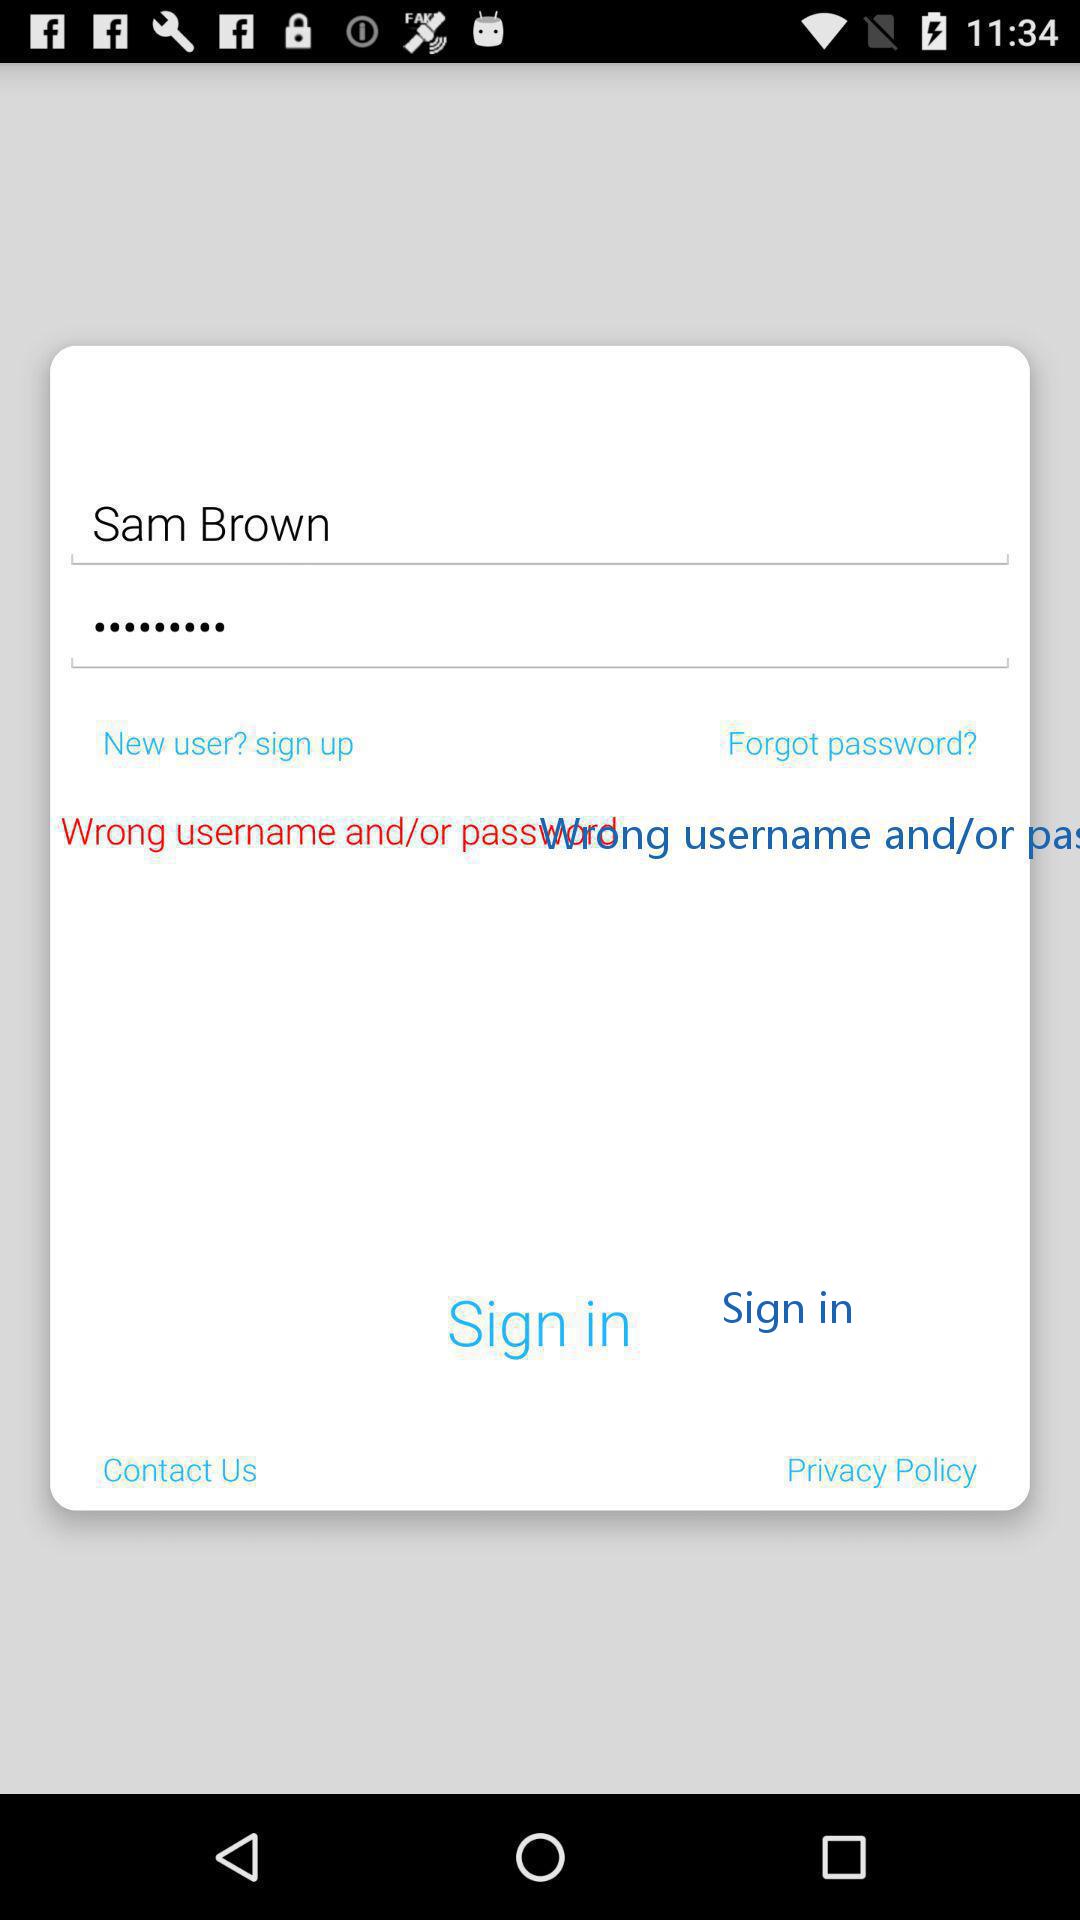 FAKE
11:34
Sam Brown
•••••••••
New user? sign up
Forgot password?
Wrong username and/or password
Wrong username and/or pas
Sign in
Sign in
Contact Us
Privacy Policy